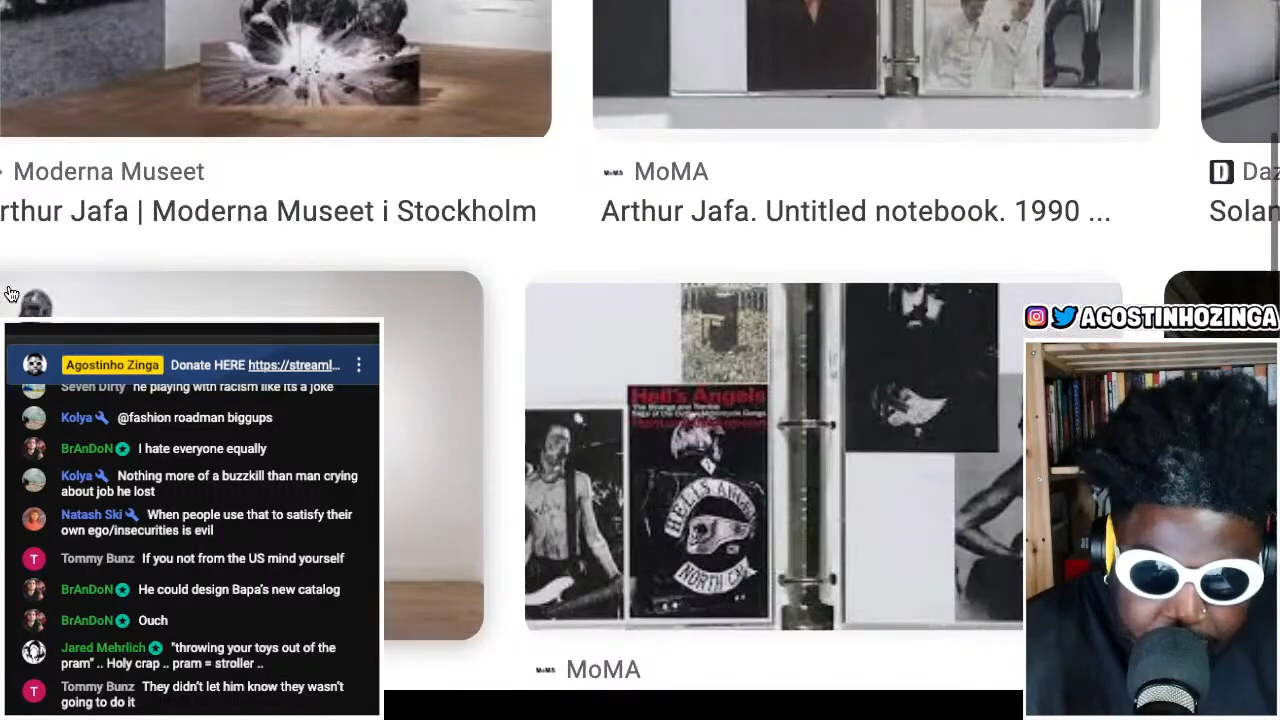 Moderna Museet
rthur Jafa | Moderna Museet i Stockholm
MoMA
MoMA
Arthur Jafa. Untitled notebook. 1990 ...
D Daz
Solan
Hell's Angels
HELLS ANGELS
NORTH CAL
MoMA
MoMA
AGOSTINHOZINGA
Agostinho Zinga Donate HERE https://streaml...
Seven Dirty he playing with racism like its a joke
Kolya @fashion roadman biggups
BrAnDoN I hate everyone equally
Kolya Nothing more of a buzzkill than man crying
about job he lost
Natash Ski When people use that to satisfy their
own ego/insecurities is evil
T Tommy Bunz If you not from the US mind yourself
BrAnDoN He could design Bapa's new catalog
BrAnDoN Ouch
Jared Mehrlich "throwing your toys out of the
pram" .. Holy crap .. pram = stroller ..
T Tommy Bunz They didn't let him know they wasn't
going to do it